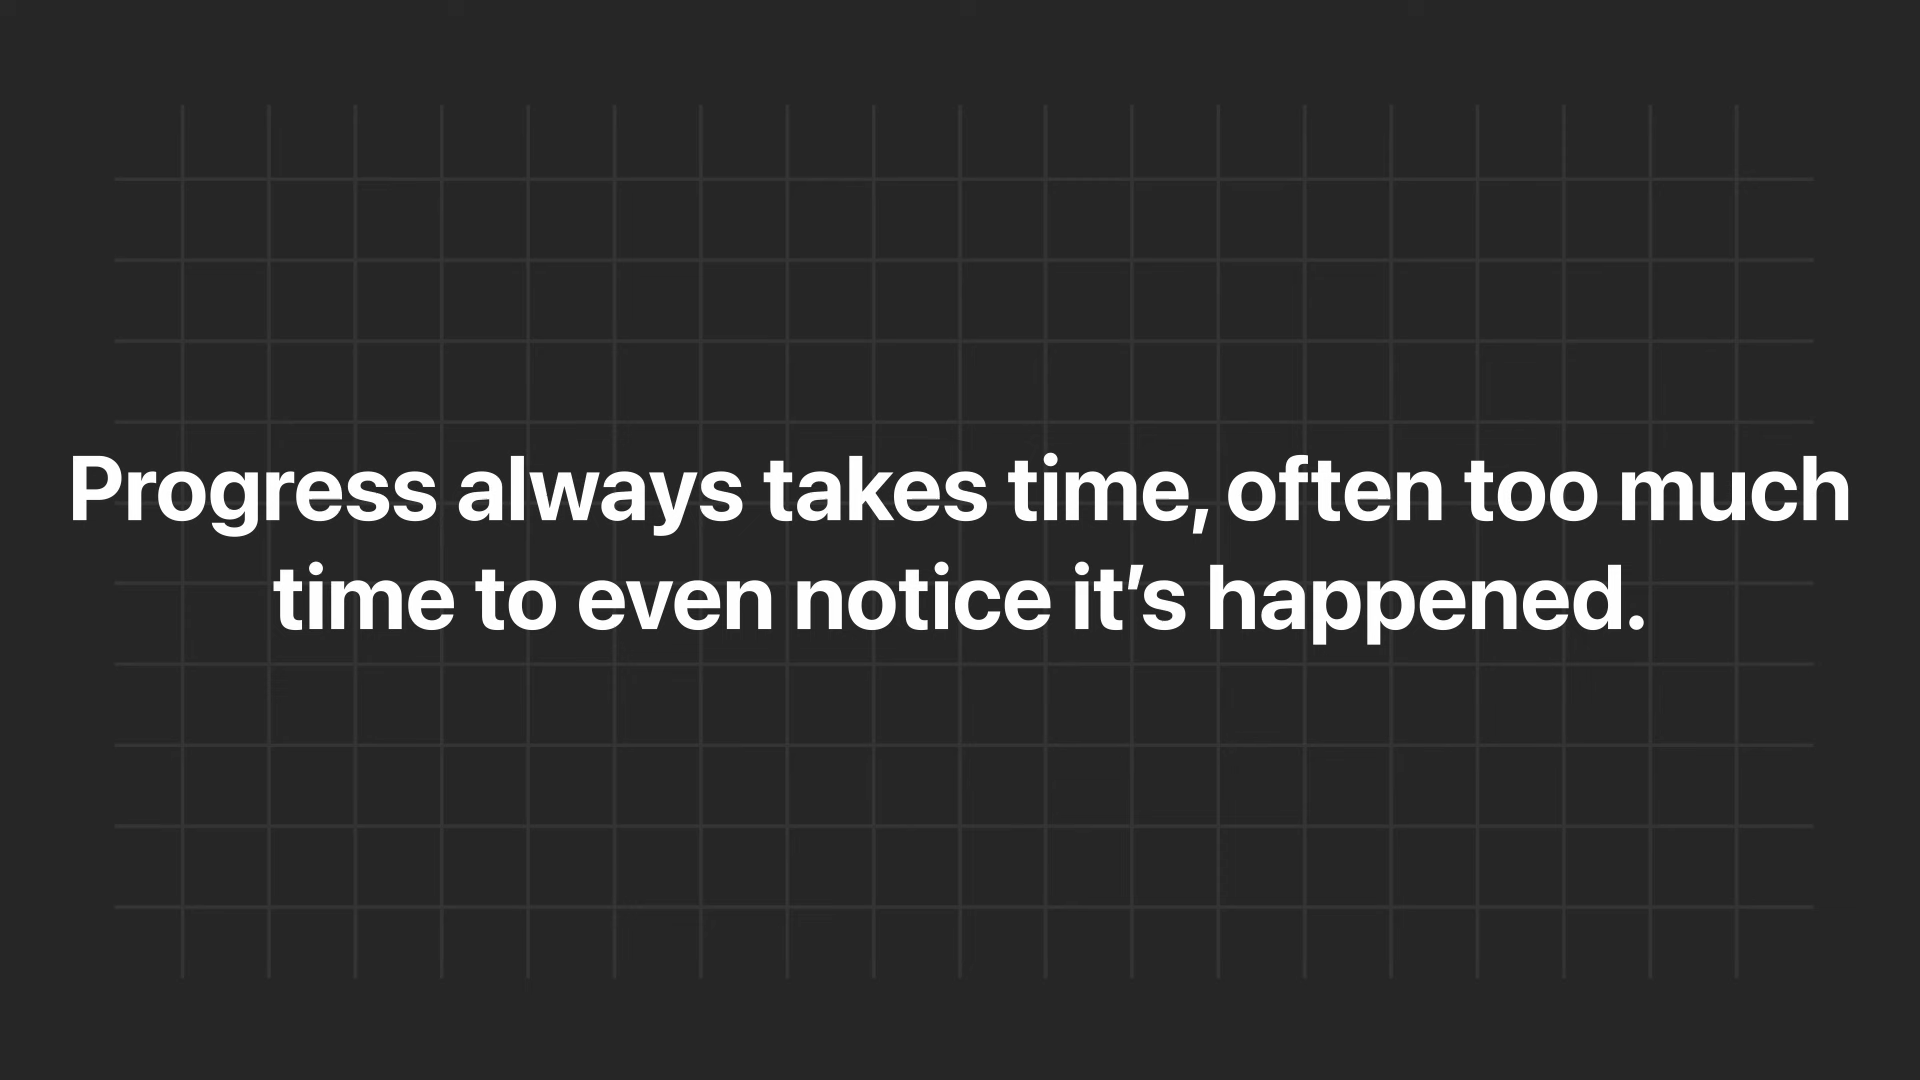 Progress always takes time, often too much
time to even notice it’s happened.